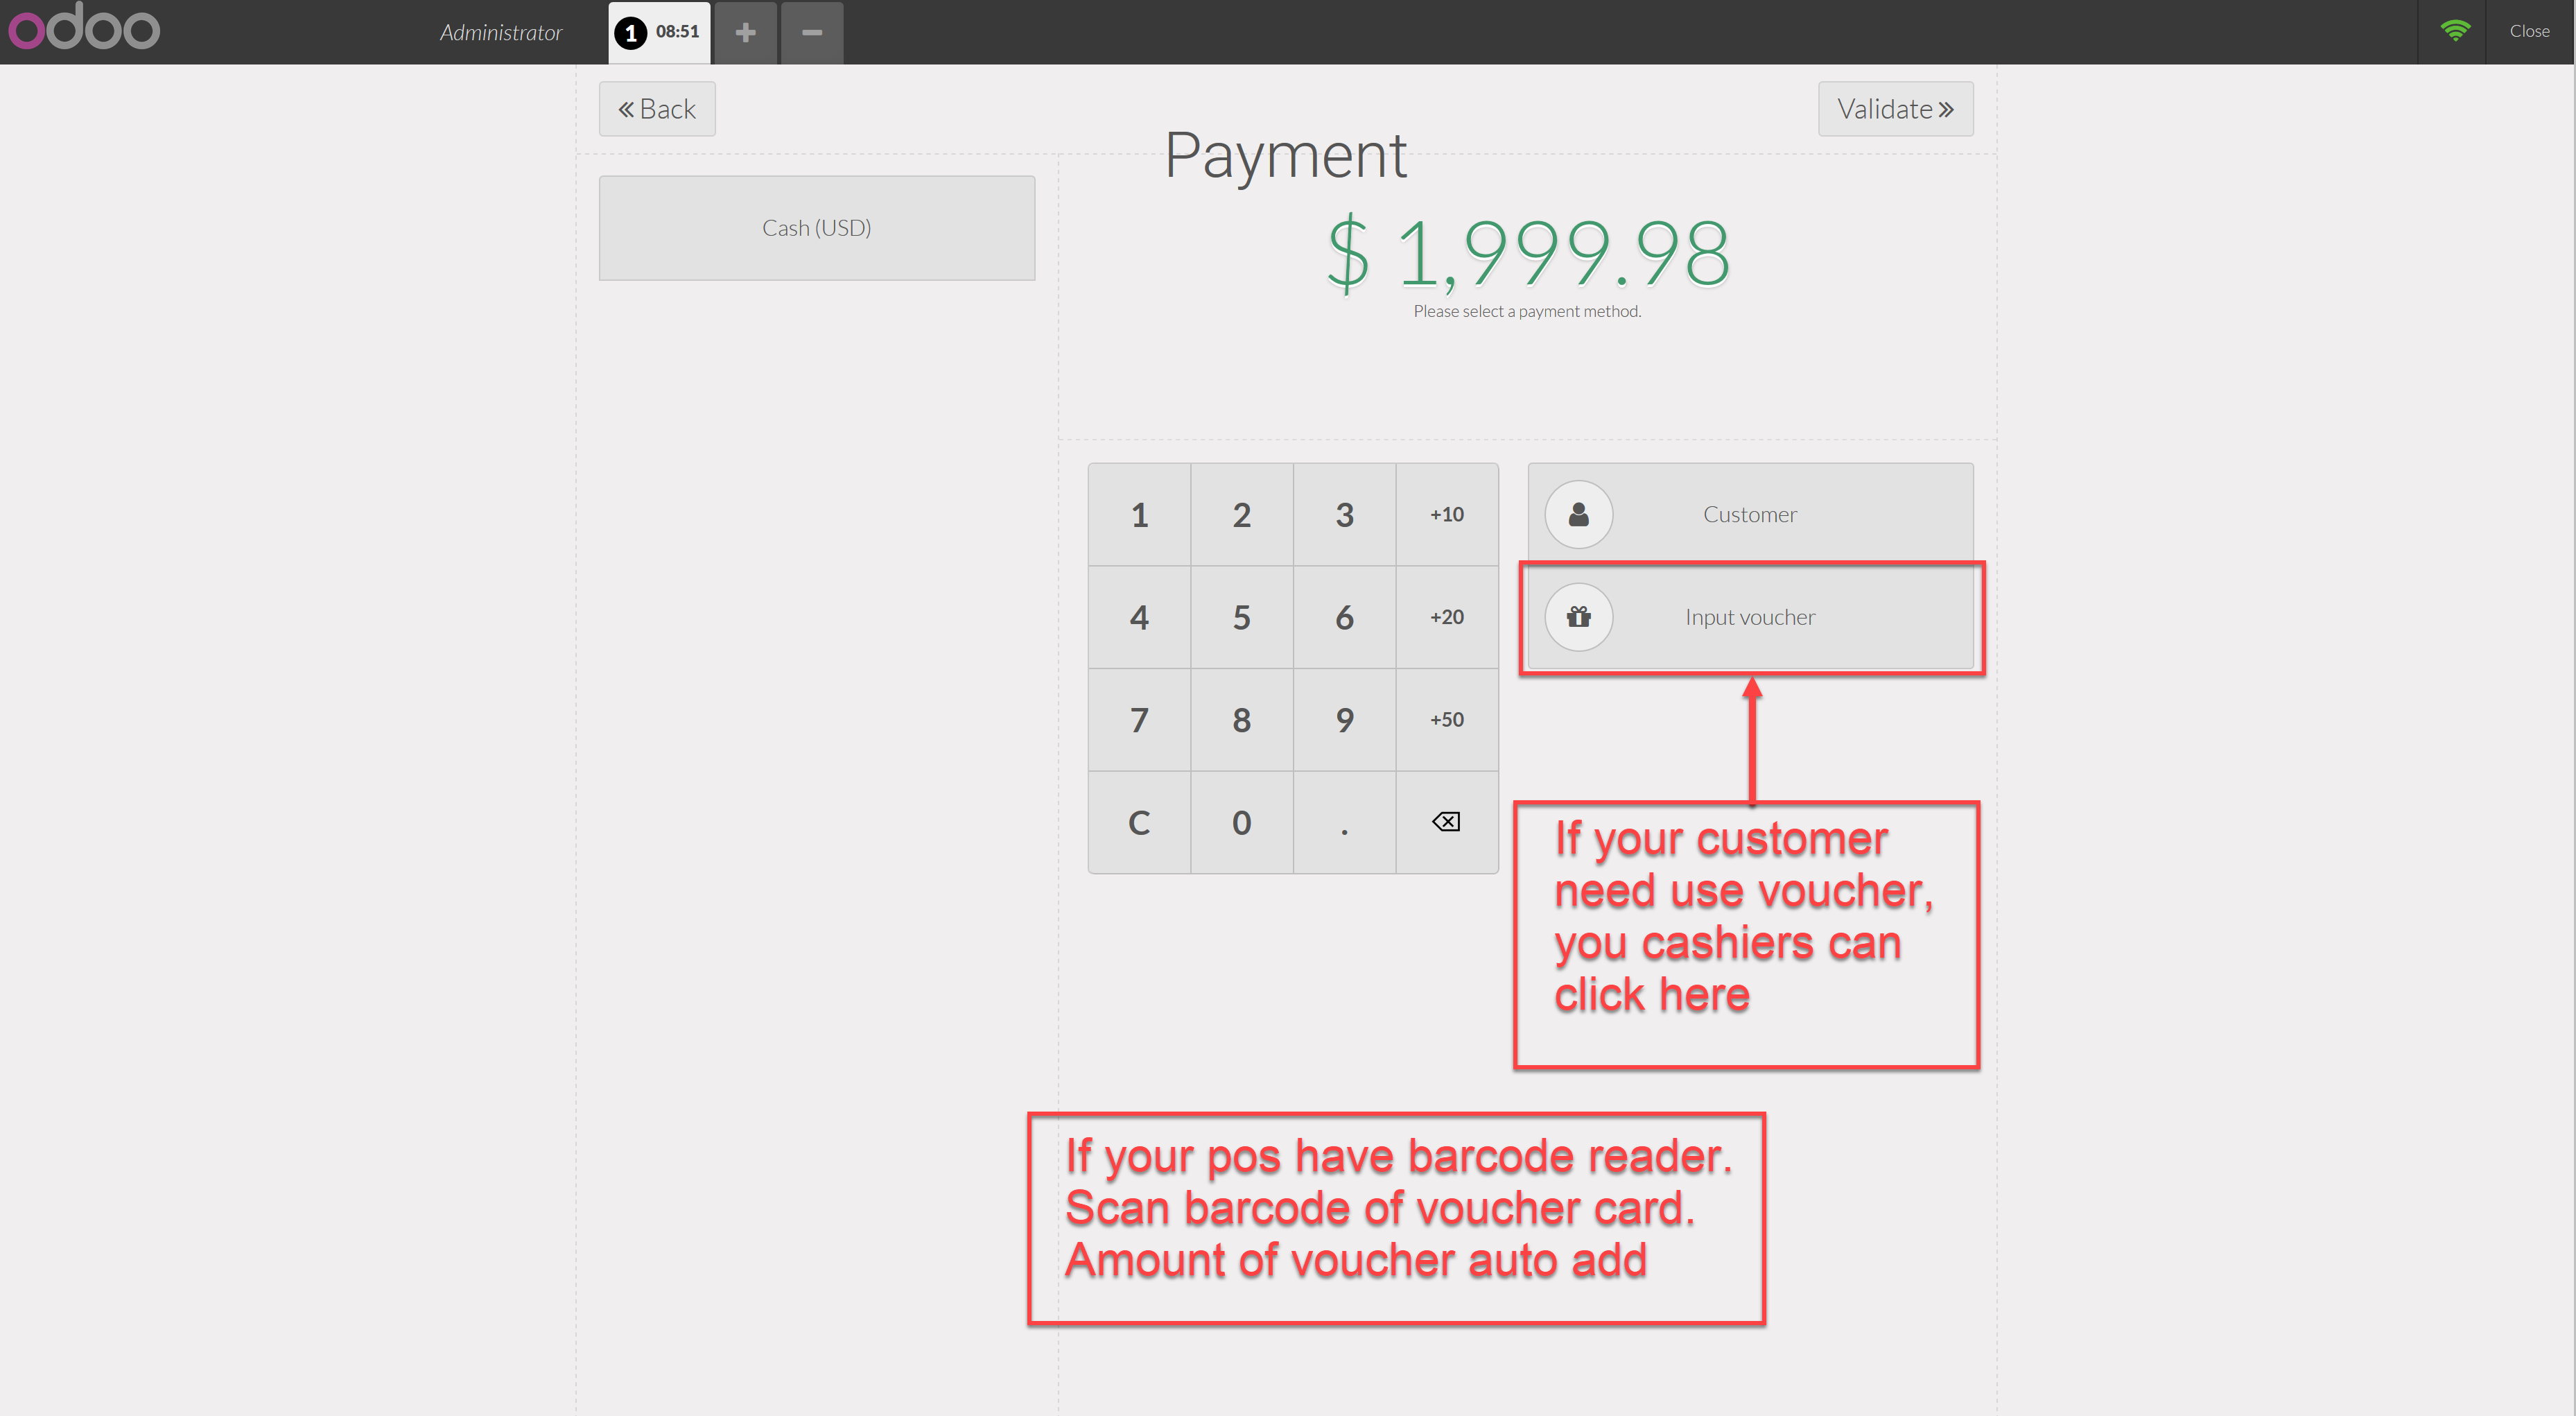 odoo
Administrator
1 08:51
Close
Back
Validate
Payment
Cash (USD)
$ 1,999.98
Please select a payment method.
1 2 3 +10
4 5 6 +20
7 8 9 +50
C 0 .
Customer
Input voucher
If your customer
need use voucher,
you cashiers can
click here
If your pos have barcode reader.
Scan barcode of voucher card.
Amount of voucher auto add